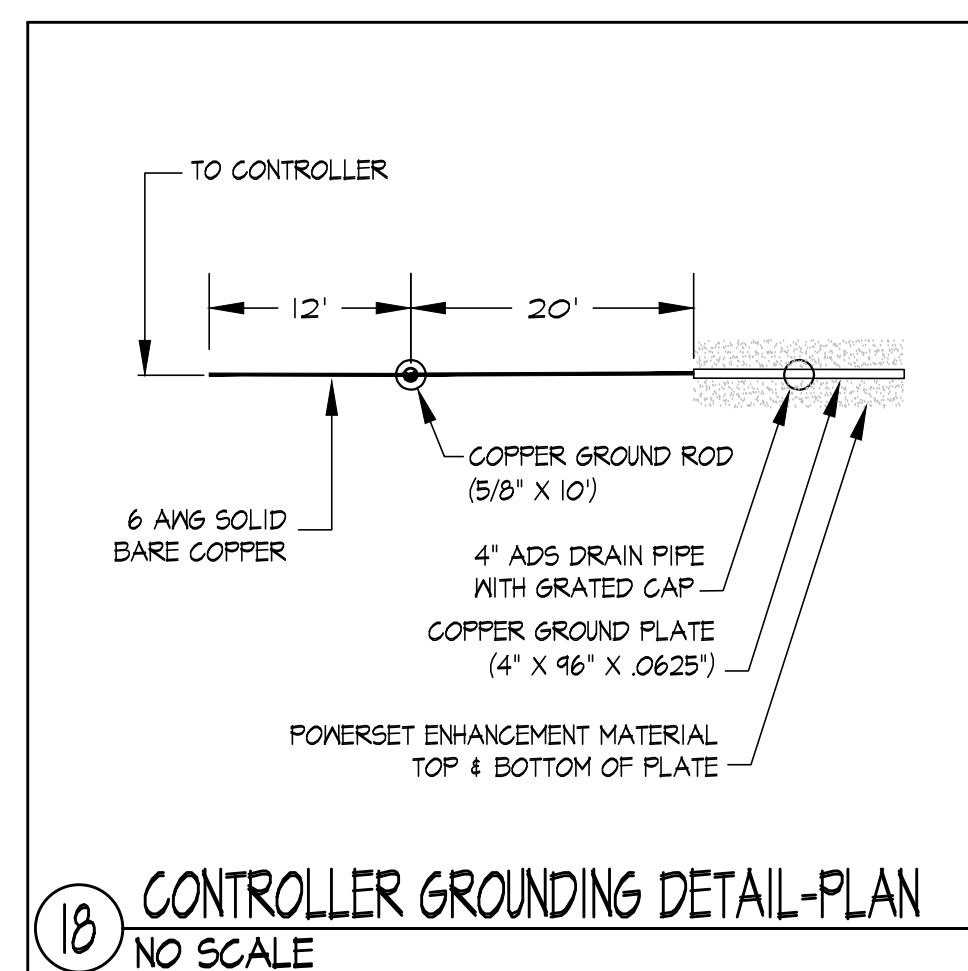 TO CONTROLLER
12'
20'
COPPER GROUND ROD
(5/8" X 10')
6 AWG SOLID
BARE COPPER
4" ADS DRAIN PIPE
WITH GRATED CAP
COPPER GROUND PLATE
(4" X 96" X .0625")
POWERSET ENHANCEMENT MATERIAL
TOP & BOTTOM OF PLATE
18
CONTROLLER GROUNDING DETAIL-PLAN
NO SCALE